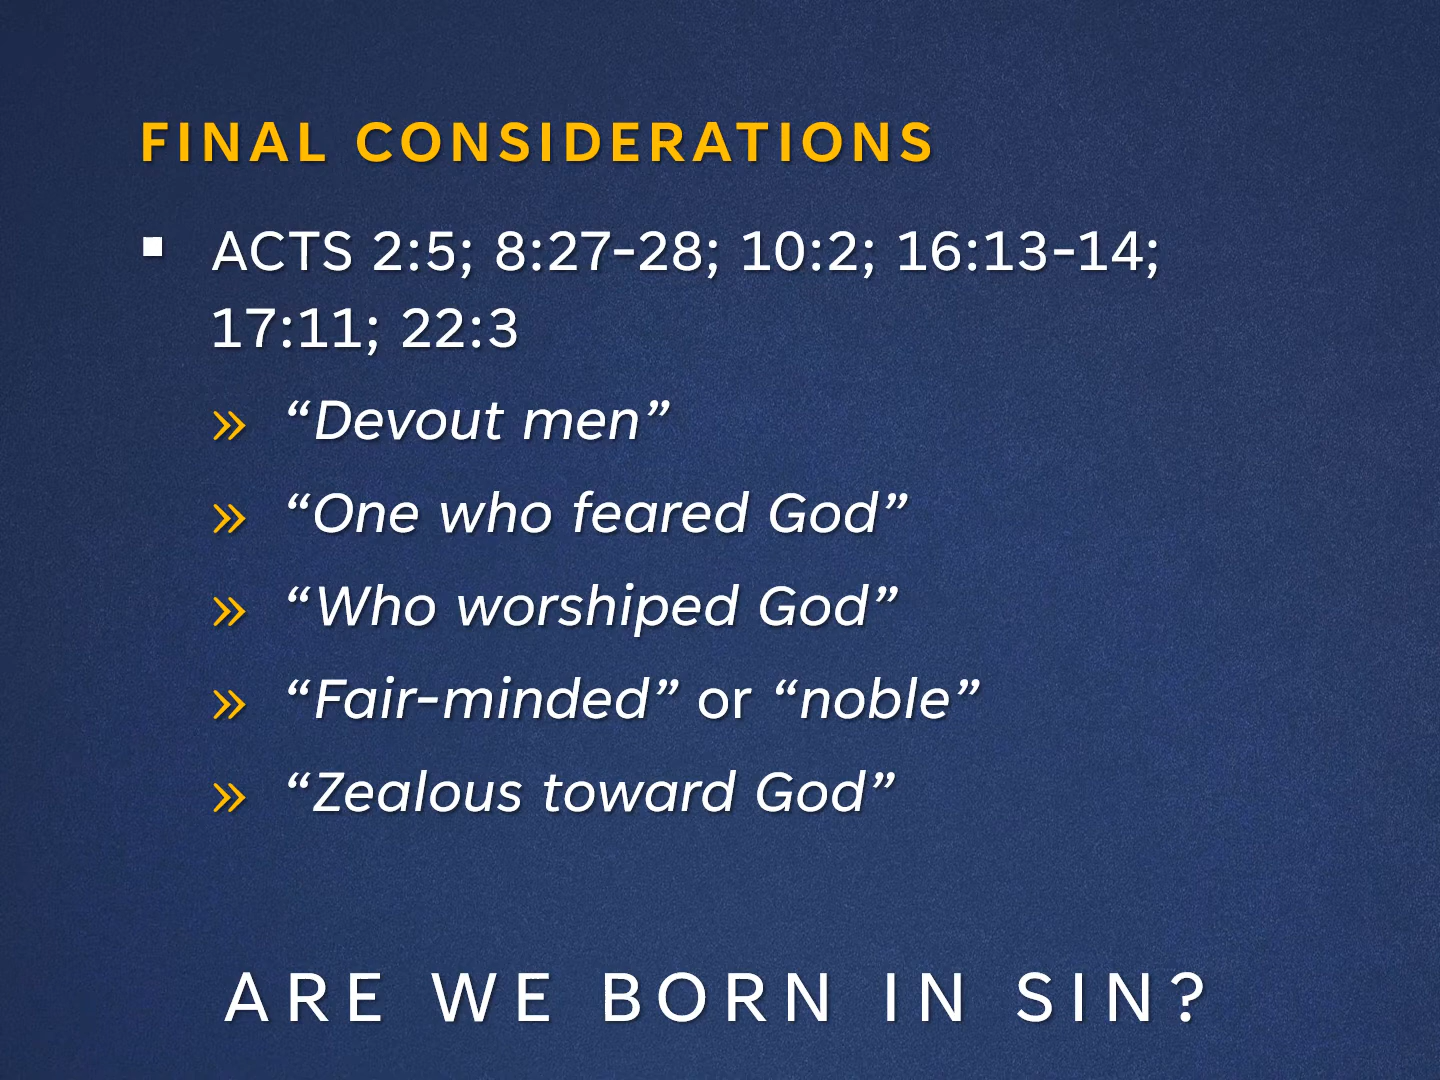 FINAL CONSIDERATIONS
▪ ACTS 2:5; 8:27-28; 10:2; 16:13-14;
17:11; 22:3
» “Devout men”
» “One who feared God”
» “Who worshiped God”
» “Fair-minded” or “noble”
» “Zealous toward God”
ARE WE BORN IN SIN?